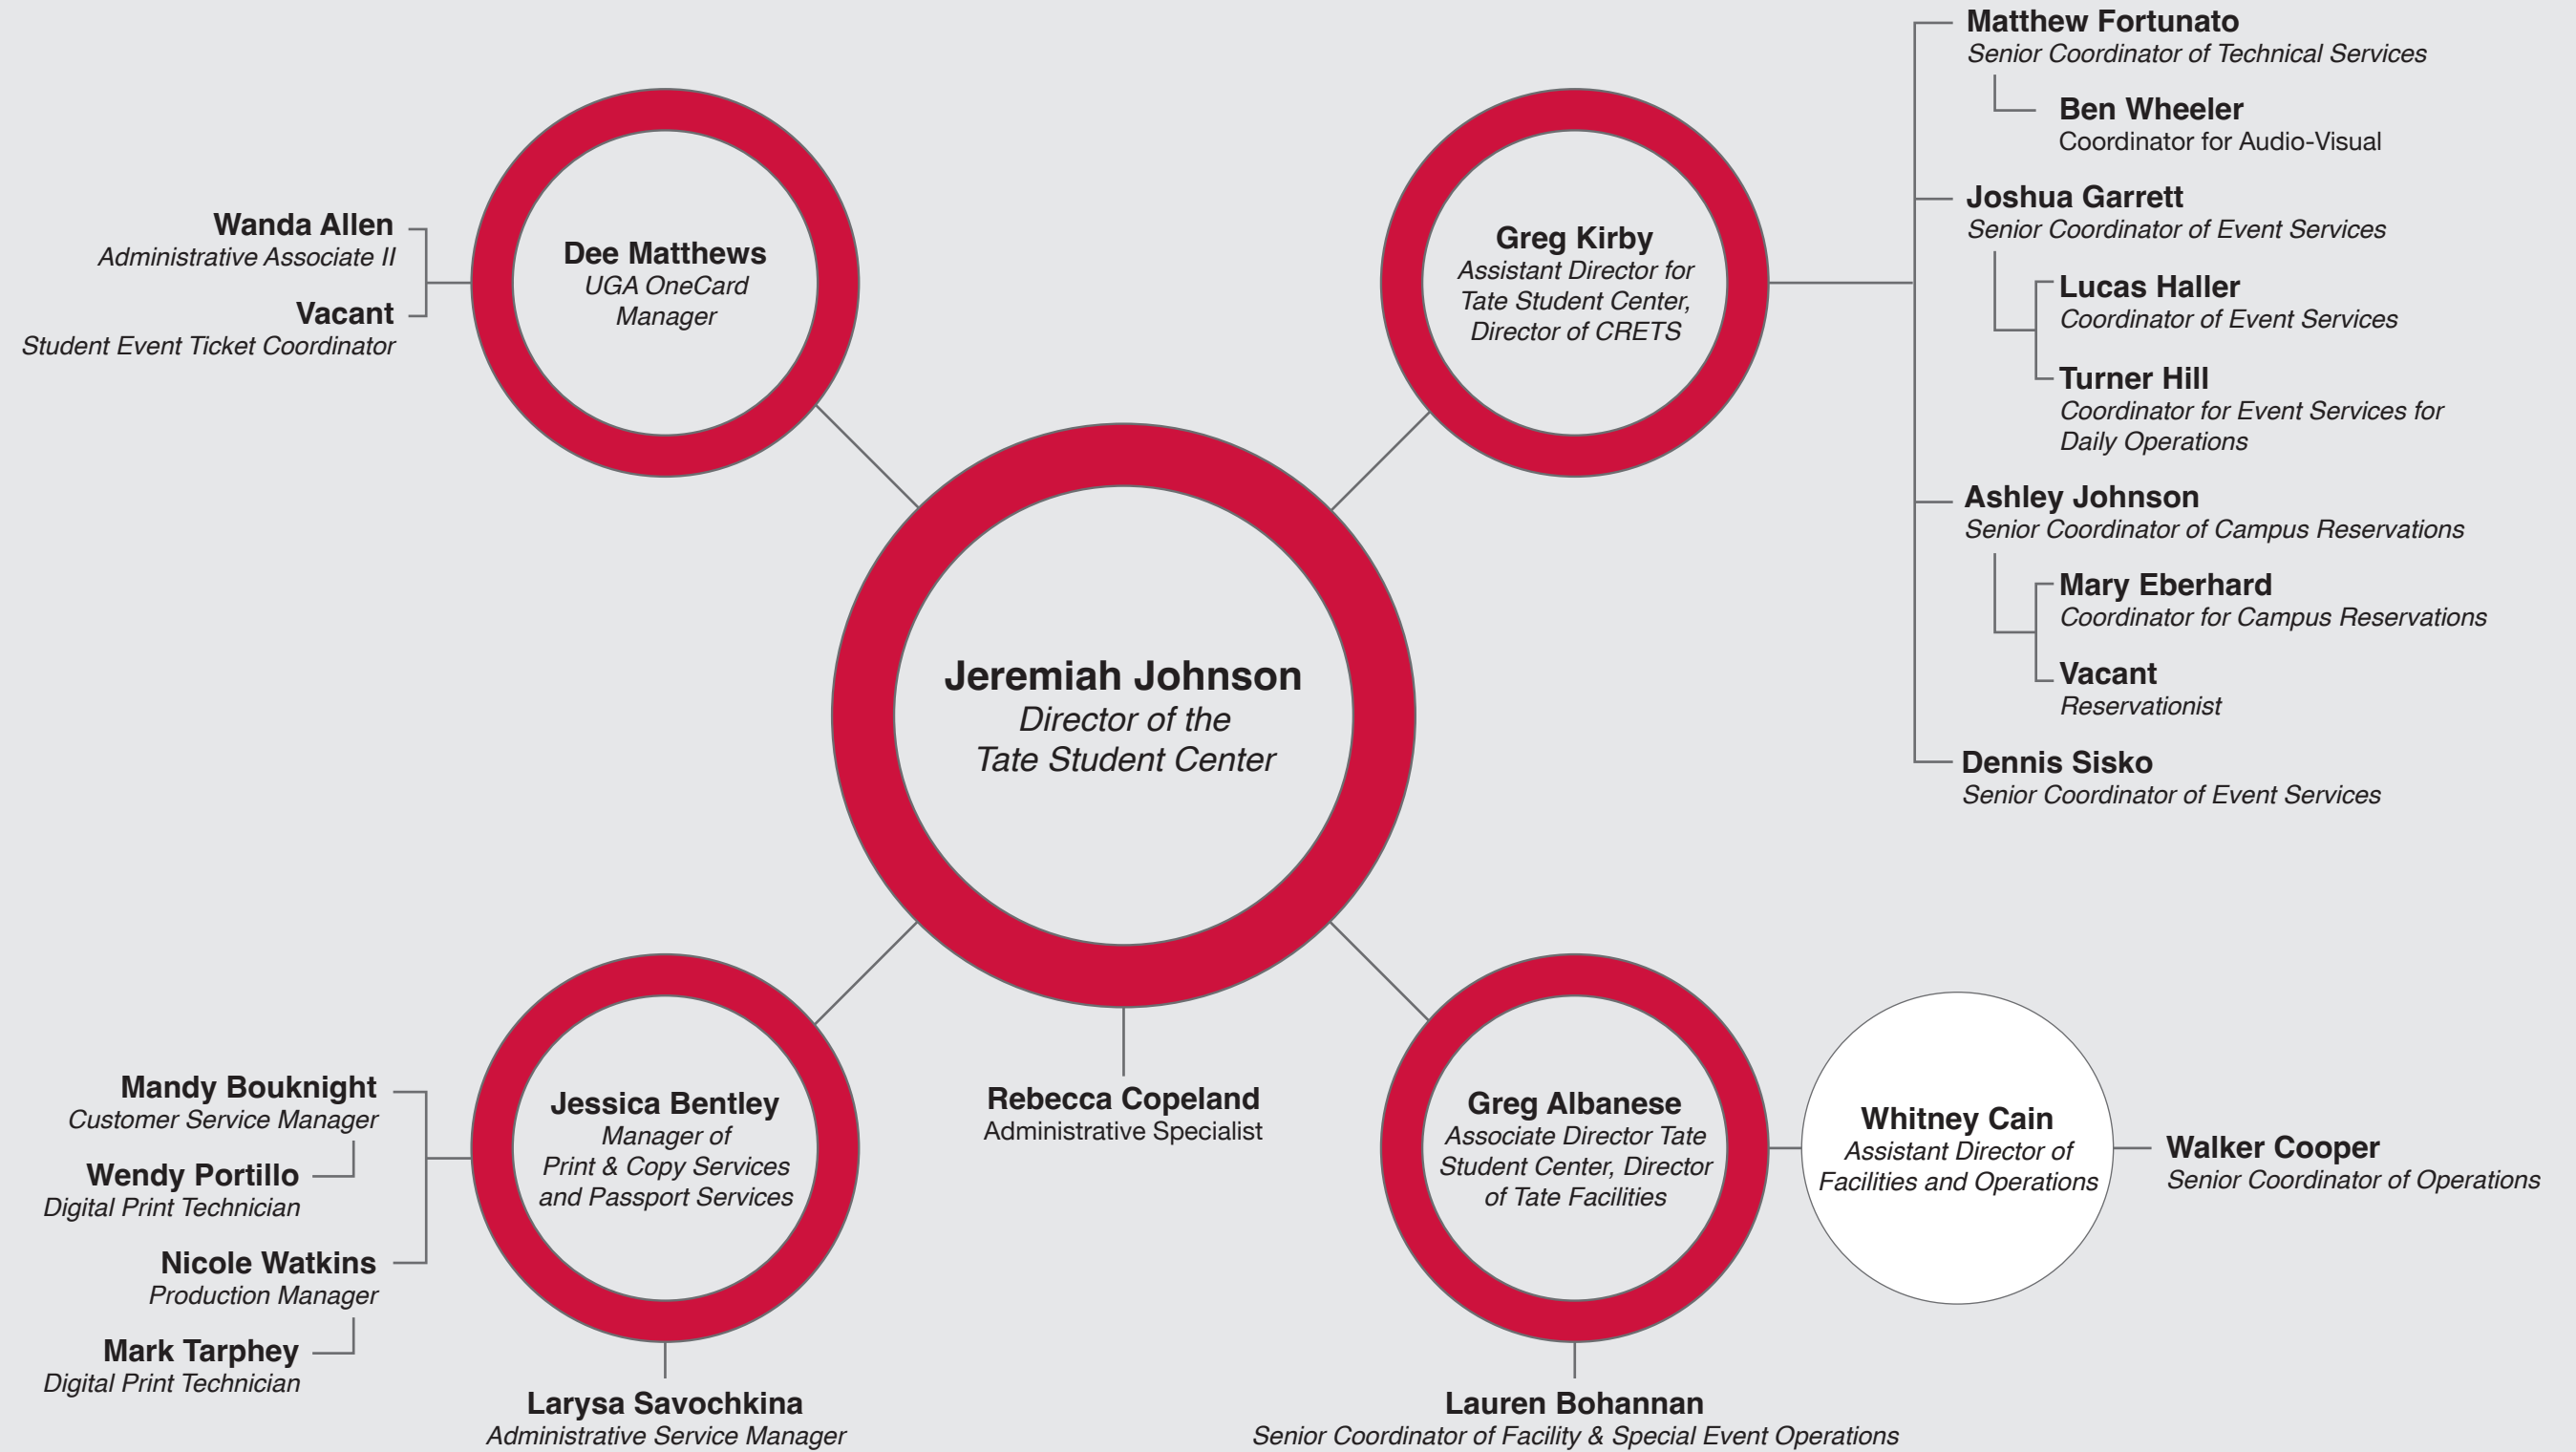 Jeremiah Johnson
Director of the
Tate Student Center
Dee Matthews
UGA OneCard
Manager
Wanda Allen
Administrative Associate II
Vacant
Student Event Ticket Coordinator
Greg Kirby
Assistant Director for
Tate Student Center,
Director of CRETS
Matthew Fortunato
Senior Coordinator of Technical Services
Ben Wheeler
Coordinator for Audio-Visual
Joshua Garrett
Senior Coordinator of Event Services
Lucas Haller
Coordinator of Event Services
Turner Hill
Coordinator for Event Services for
Daily Operations
Ashley Johnson
Senior Coordinator of Campus Reservations
Mary Eberhard
Coordinator for Campus Reservations
Vacant
Reservationist
Dennis Sisko
Senior Coordinator of Event Services
Jessica Bentley
Manager of
Print & Copy Services
and Passport Services
Mandy Bouknight
Customer Service Manager
Wendy Portillo
Digital Print Technician
Nicole Watkins
Production Manager
Mark Tarphey
Digital Print Technician
Larysa Savochkina
Administrative Service Manager
Rebecca Copeland
Administrative Specialist
Greg Albanese
Associate Director Tate
Student Center, Director
of Tate Facilities
Whitney Cain
Assistant Director of
Facilities and Operations
Walker Cooper
Senior Coordinator of Operations
Lauren Bohannan
Senior Coordinator of Facility & Special Event Operations